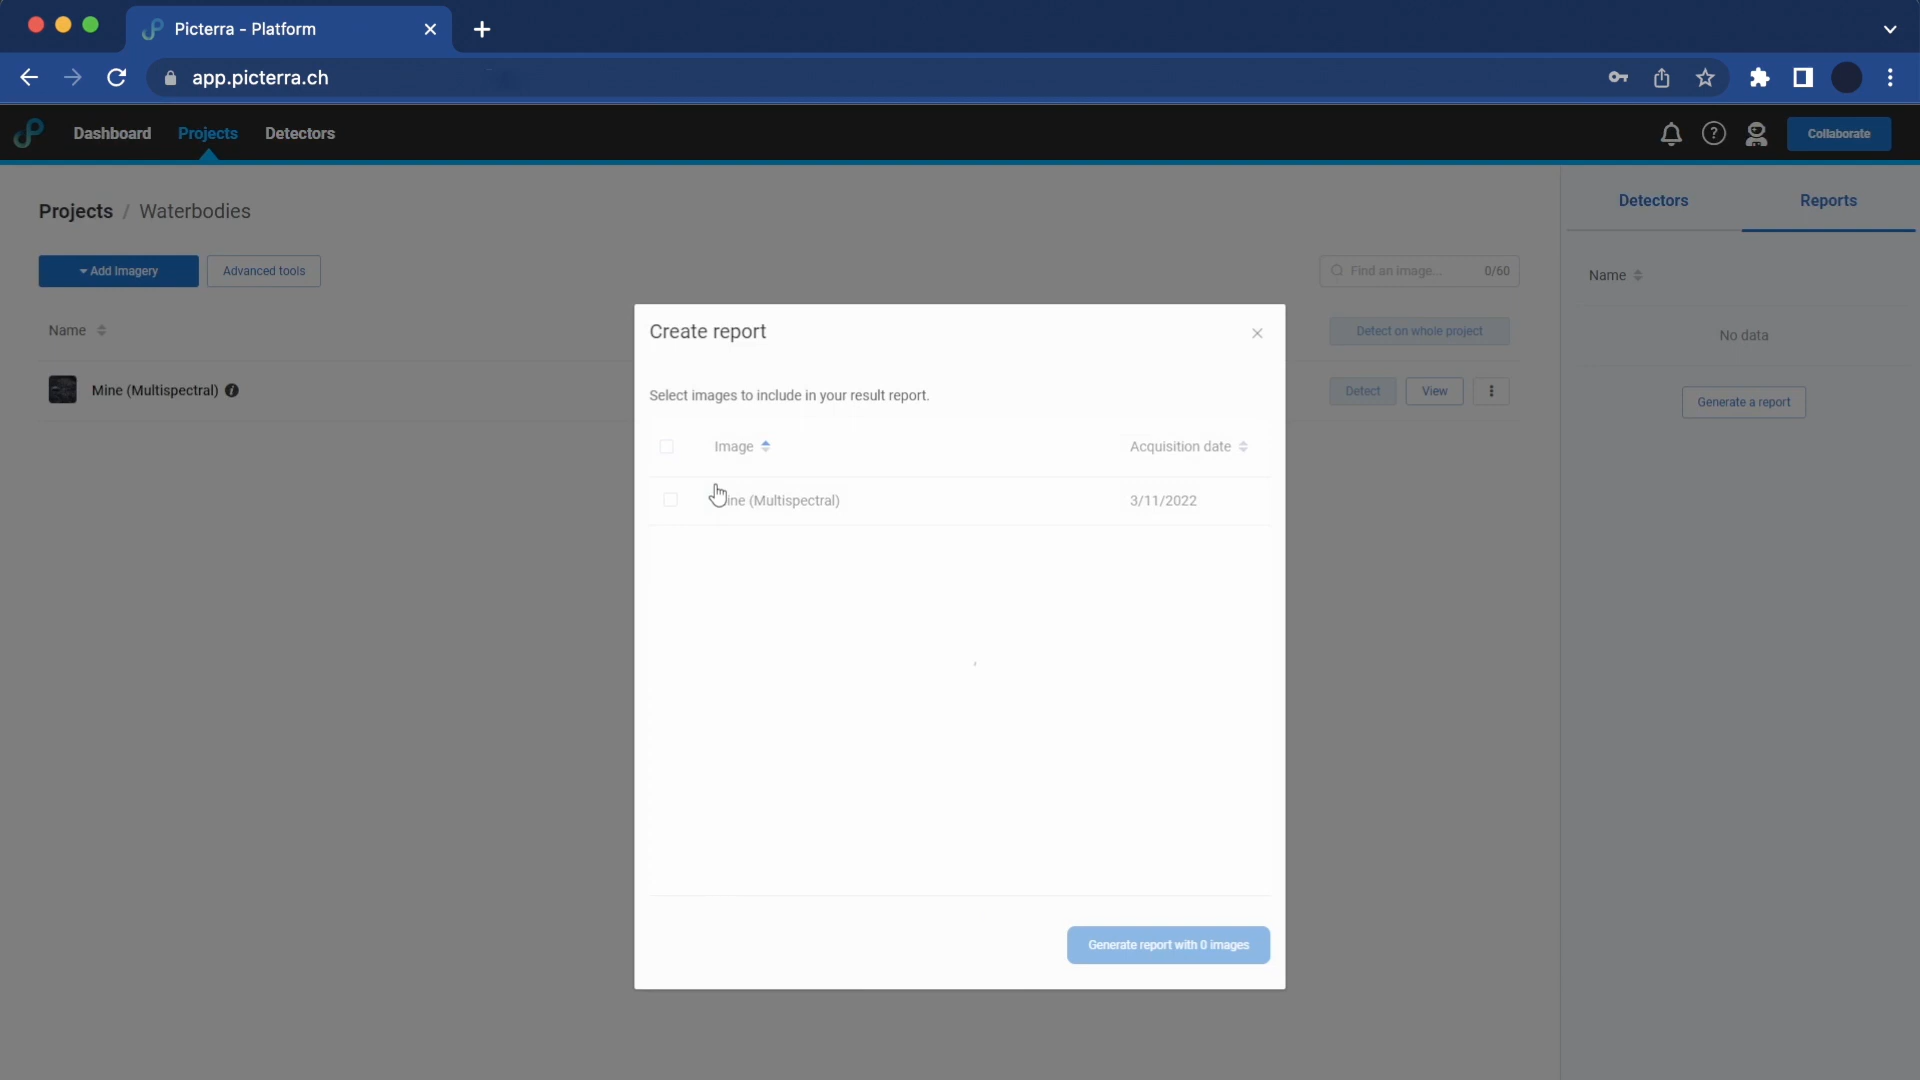 Picterra - Platform
app.picterra.ch
Dashboard Projects Detectors
Collaborate
Projects / Waterbodies
Detectors Reports
Add Imagery Advanced tools
Find an image... 0/60
Name
Name
Detect on whole project
No data
Mine (Multispectral)
Detect View
Generate a report
Create report
Select images to include in your result report.
Image Acquisition date
ine (Multispectral) 3/11/2022
Generate report with 0 images